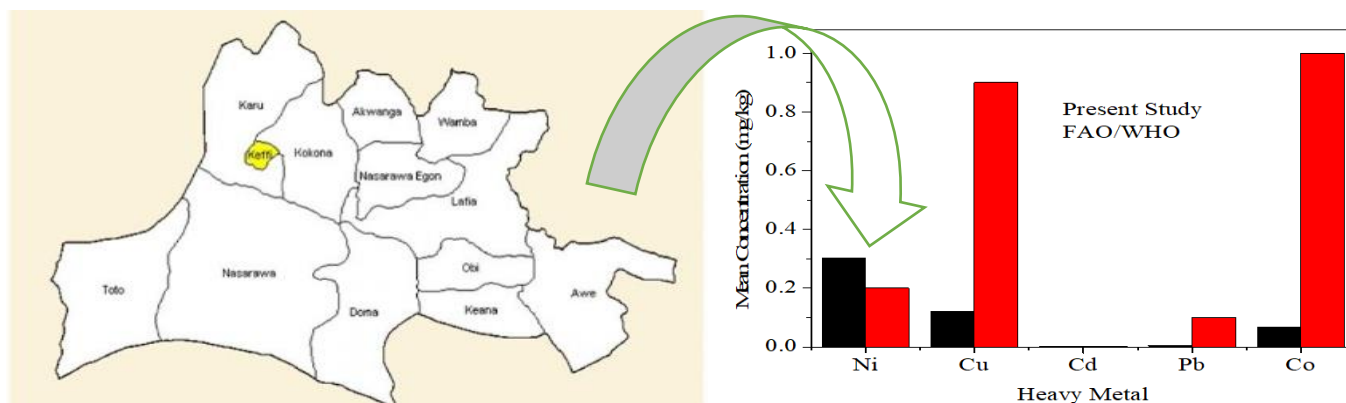 Karu
Akwanga
Wamba
Keffi
Kokona
Nasarawa Egon
Lafia
Toto
Nasarawa
Obi
Doma
Keana
Awe
1.0
0.8
0.6
0.4
0.2
0.0
Mean Concentration (mg/kg)
Present Study
FAO/WHO
Ni Cu Cd Pb Co
Heavy Metal